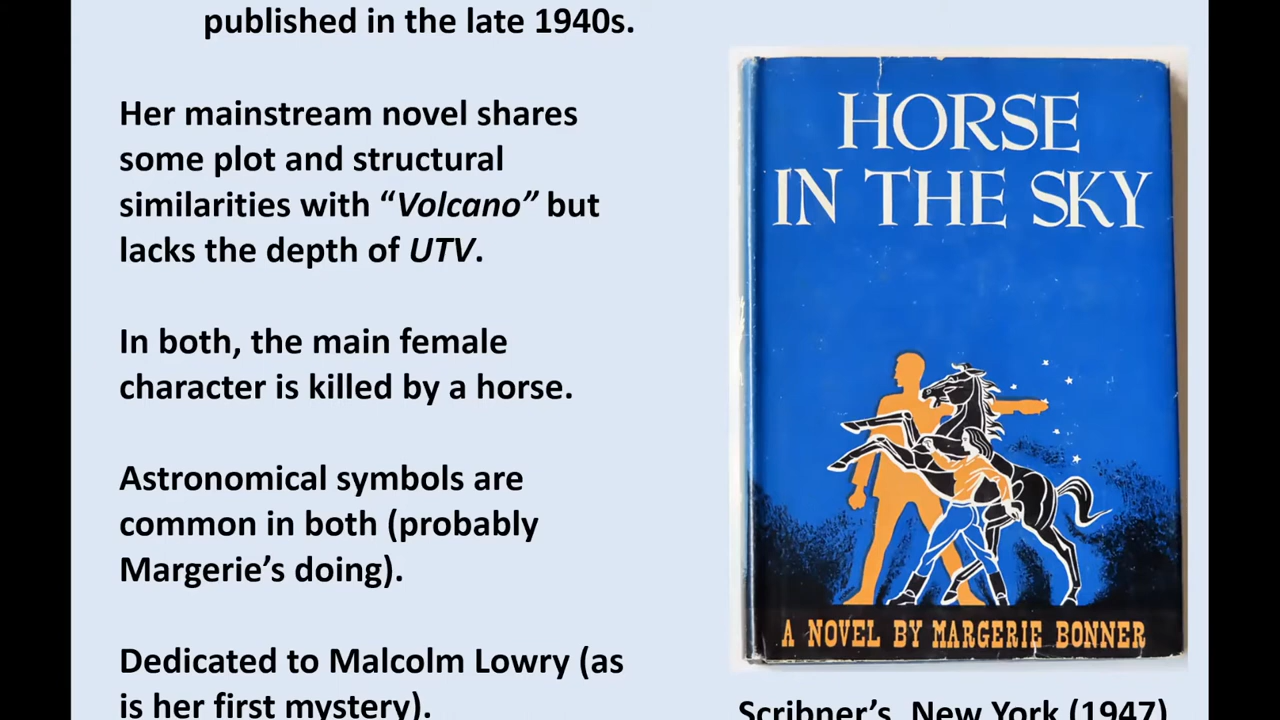 published in the late 1940s.
Her mainstream novel shares
some plot and structural
similarities with “Volcano” but
lacks the depth of UTV.
In both, the main female
character is killed by a horse.
Astronomical symbols are
common in both (probably
Margerie’s doing).
Dedicated to Malcolm Lowry (as
is her first mystery).
HORSE
IN THE SKY
A NOVEL BY MARGERIE BONNER
Scribner’s, New York (1947)